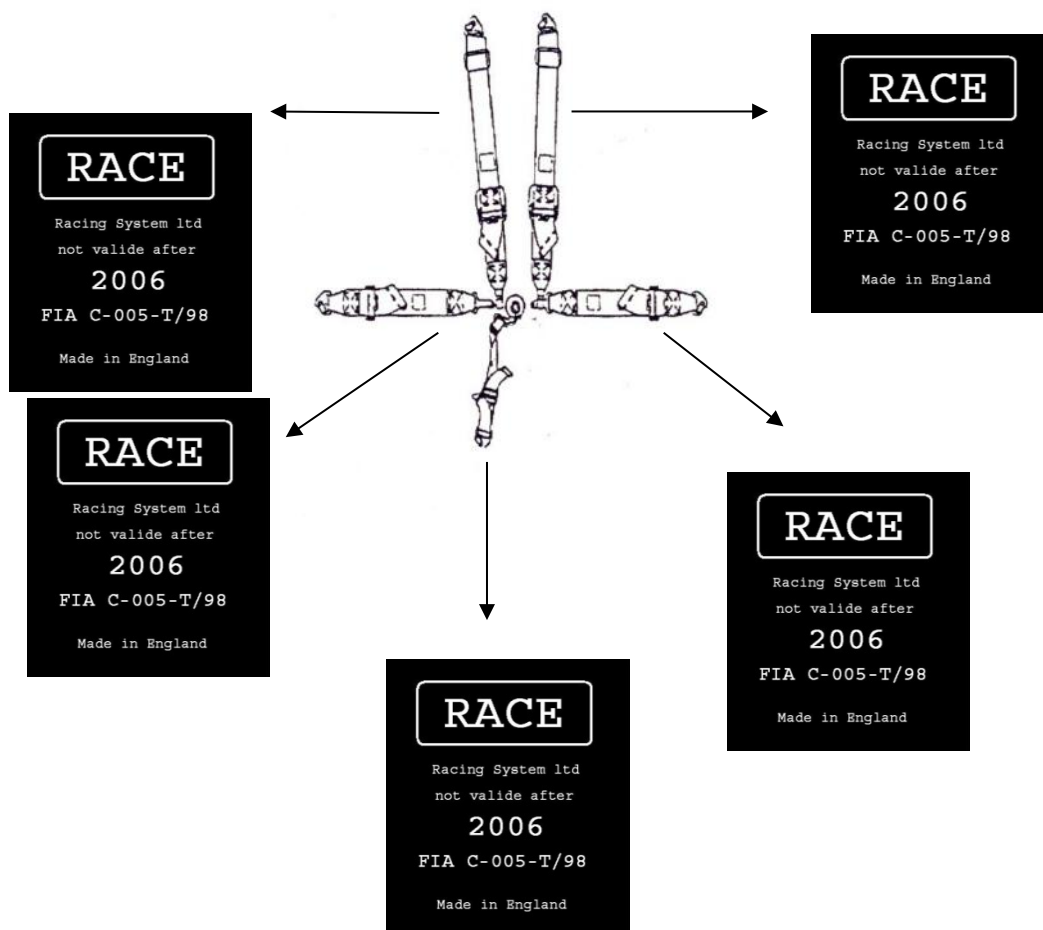 RACE
Racing System ltd
not valide after
2006
FIA C-005-T/98
Made in England
RACE
Racing System ltd
not valide after
2006
FIA C-005-T/98
Made in England
RACE
Racing System ltd
not valide after
2006
FIA C-005-T/98
Made in England
RACE
Racing System ltd
not valide after
2006
FIA C-005-T/98
Made in England
RACE
Racing System ltd
not valide after
2006
FIA C-005-T/98
Made in England